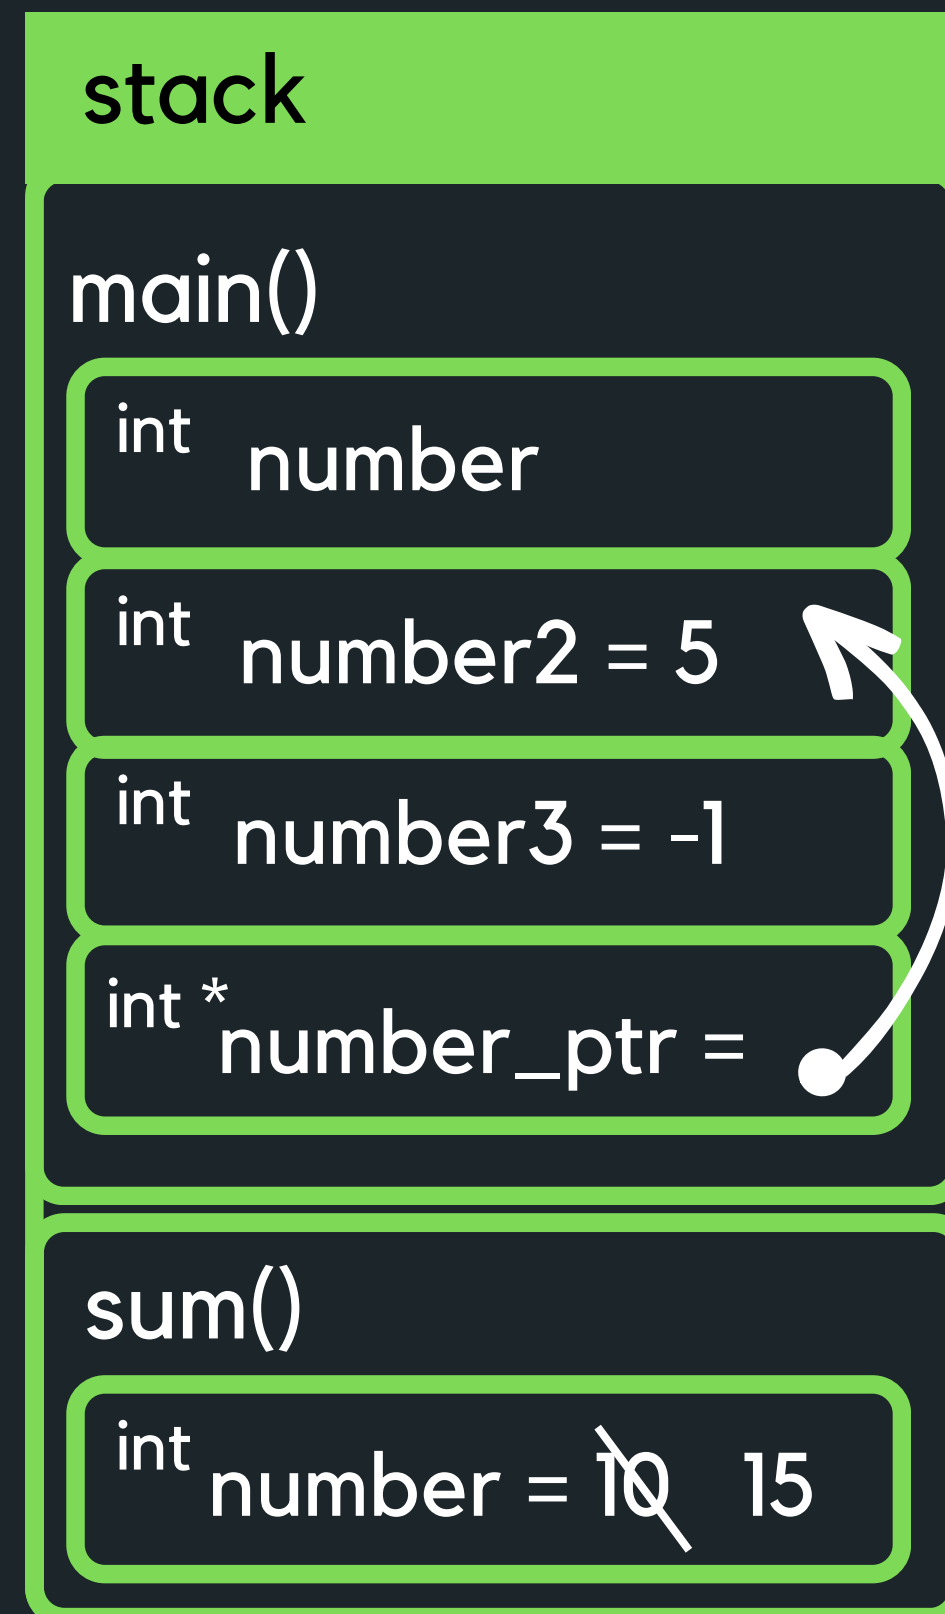 stack
main()
int number
int number2 = 5
int number3 = -1
int * number_ptr =
sum()
int number = 10 15